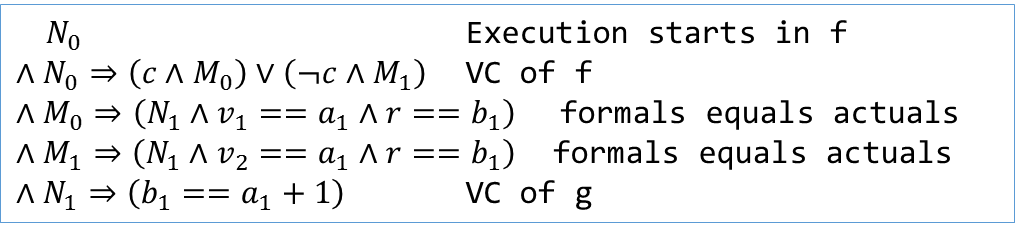 N₀ Execution starts in f
∧ N₀ ⇒ (c ∧ M₀) ∨ (¬c ∧ M₁) VC of f
∧ M₀ ⇒ (N₁ ∧ v₁ == a₁ ∧ r == b₁) formals equals actuals
∧ M₁ ⇒ (N₁ ∧ v₂ == a₁ ∧ r == b₁) formals equals actuals
∧ N₁ ⇒ (b₁ == a₁ + 1) VC of g